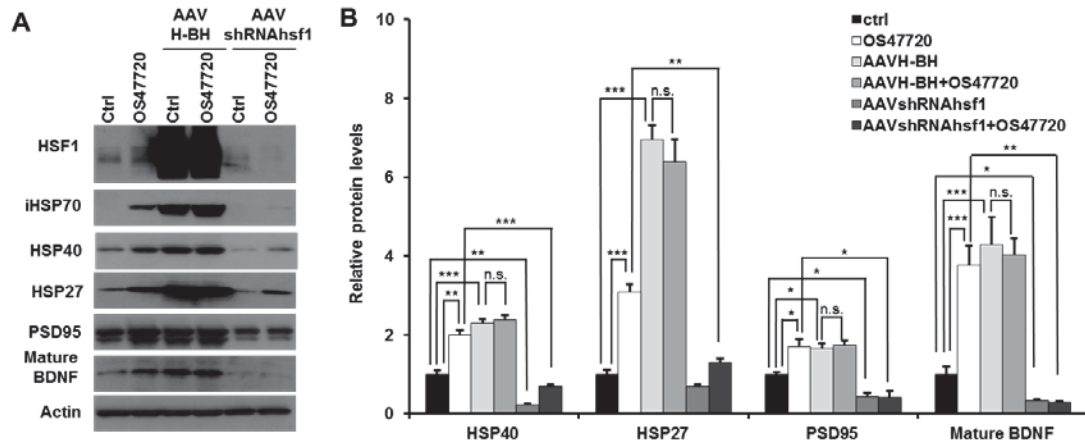 A
AAV
H-BH
AAV
shRNAhsf1
Ctrl
OS47720
Ctrl
OS47720
Ctrl
OS47720
HSF1
iHSP70
HSP40
HSP27
PSD95
Mature
BDNF
Actin
B
Relative protein levels
10
8
6
4
2
0
ctrl
OS47720
AAVH-BH
AAVH-BH+OS47720
AAVshRNAhsf1
AAVshRNAhsf1+OS47720
***
**
***
n.s.
**
HSP40
**
***
n.s.
***
HSP27
*
*
*
n.s.
*
PSD95
**
*
***
n.s.
***
Mature BDNF